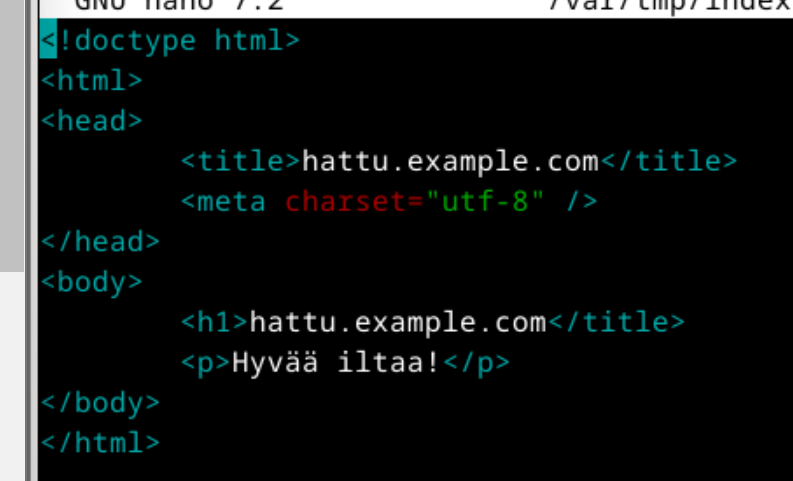 GNU nano 7.2 /var/tmp/index
<!doctype html>
<html>
<head>
<title>hattu.example.com</title>
<meta charset="utf-8" />
</head>
<body>
<h1>hattu.example.com</title>
<p>Hyvää iltaa!</p>
</body>
</html>